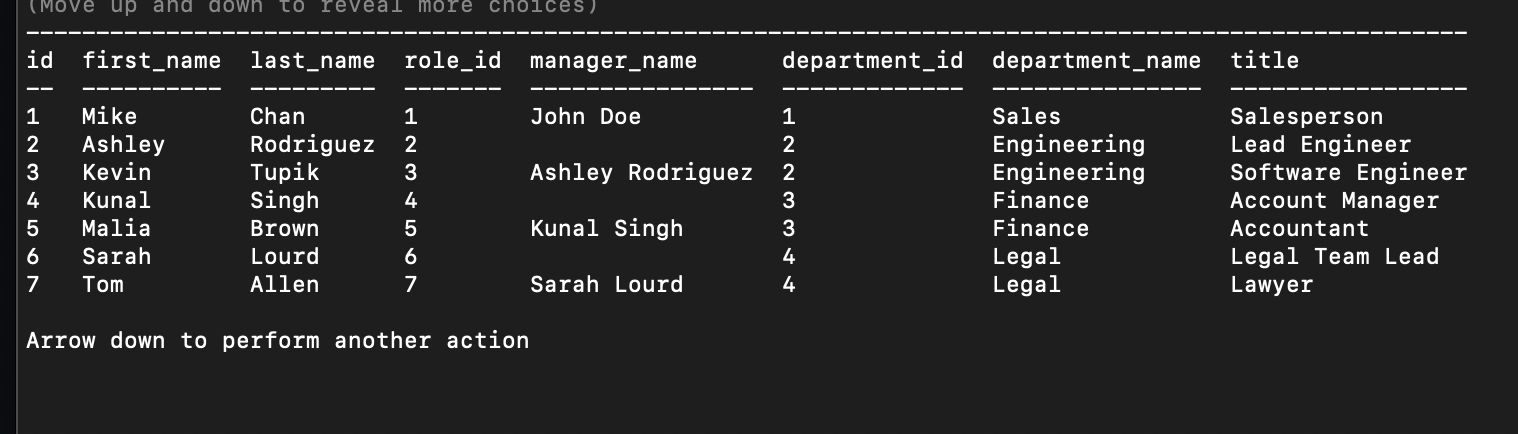 (Move up and down to reveal more choices)
id first_name last_name role_id manager_name department_id department_name title
-- ---------- --------- ------- ---------------- ------------- --------------- -----------------
1 Mike Chan 1 John Doe 1 Sales Salesperson
2 Ashley Rodriguez 2 2 Engineering Lead Engineer
3 Kevin Tupik 3 Ashley Rodriguez 2 Engineering Software Engineer
4 Kunal Singh 4 3 Finance Account Manager
5 Malia Brown 5 Kunal Singh 3 Finance Accountant
6 Sarah Lourd 6 4 Legal Legal Team Lead
7 Tom Allen 7 Sarah Lourd 4 Legal Lawyer
Arrow down to perform another action